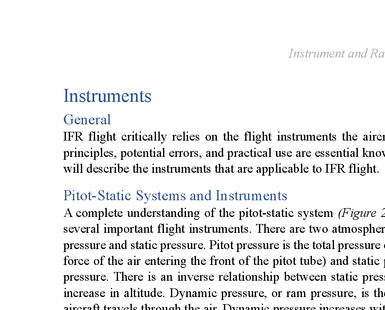 Instrument and Ra
Instruments
General
IFR flight critically relies on the flight instruments the airc
principles, potential errors, and practical use are essential know
will describe the instruments that are applicable to IFR flight.
Pitot-Static Systems and Instruments
A complete understanding of the pitot-static system (Figure 2
several important flight instruments. There are two atmospher
pressure and static pressure. Pitot pressure is the total pressure
force of the air entering the front of the pitot tube) and static p
pressure. There is an inverse relationship between static pres
increase in altitude. Dynamic pressure, or ram pressure, is the
aircraft travels through the air. Dynamic pressure increases wit